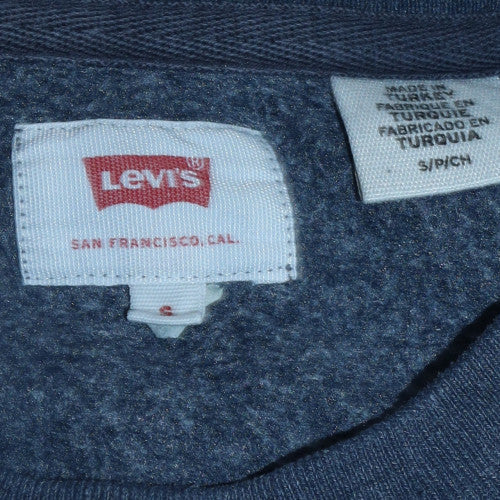 LEVI'S®
SAN FRANCISCO, CAL.
S
MADE IN
TURKEY
FABRIQUE EN
TURQUIE
FABRICADO EN
TURQUIA
S/P/CH